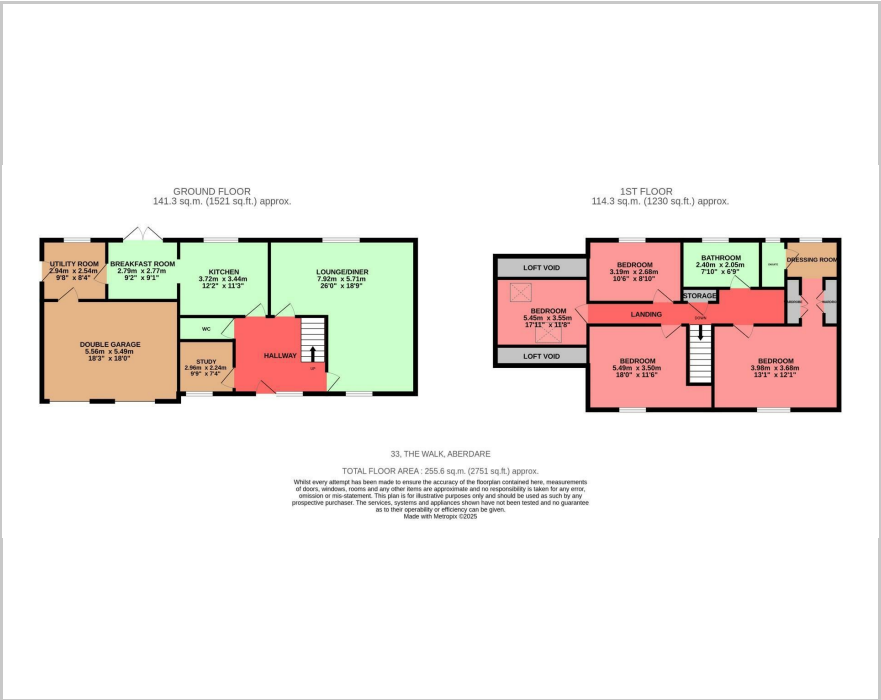 GROUND FLOOR
141.3 sq.m. (1521 sq.ft.) approx.
UTILITY ROOM
2.94m x 2.54m
9'8" x 8'4"
BREAKFAST ROOM
2.79m x 2.77m
9'2" x 9'1"
KITCHEN
3.72m x 3.44m
12'2" x 11'3"
LOUNGE/DINER
7.92m x 5.71m
26'0" x 18'9"
DOUBLE GARAGE
5.56m x 5.49m
18'3" x 18'0"
WC
STUDY
2.96m x 2.24m
9'9" x 7'4"
HALLWAY
UP
1ST FLOOR
114.3 sq.m. (1230 sq.ft.) approx.
LOFT VOID
BEDROOM
5.45m x 3.55m
17'11" x 11'8"
LOFT VOID
BEDROOM
3.19m x 2.68m
10'6" x 8'10"
BATHROOM
2.40m x 2.05m
7'10" x 6'9"
DRESSING ROOM
STORAGE
LANDING
DOWN
BEDROOM
5.49m x 3.50m
18'0" x 11'6"
BEDROOM
3.98m x 3.68m
13'1" x 12'1"
33, THE WALK, ABERDARE
TOTAL FLOOR AREA : 255.6 sq.m. (2751 sq.ft.) approx.
Whilst every attempt has been made to ensure the accuracy of the floorplan contained here, measurements
of doors, windows, rooms and any other items are approximate and no responsibility is taken for any error,
omission or mis-statement. This plan is for illustrative purposes only and should be used as such by any
prospective purchaser. The services, systems and appliances shown have not been tested and no guarantee
as to their operability or efficiency can be given.
Made with Metropix ©2025